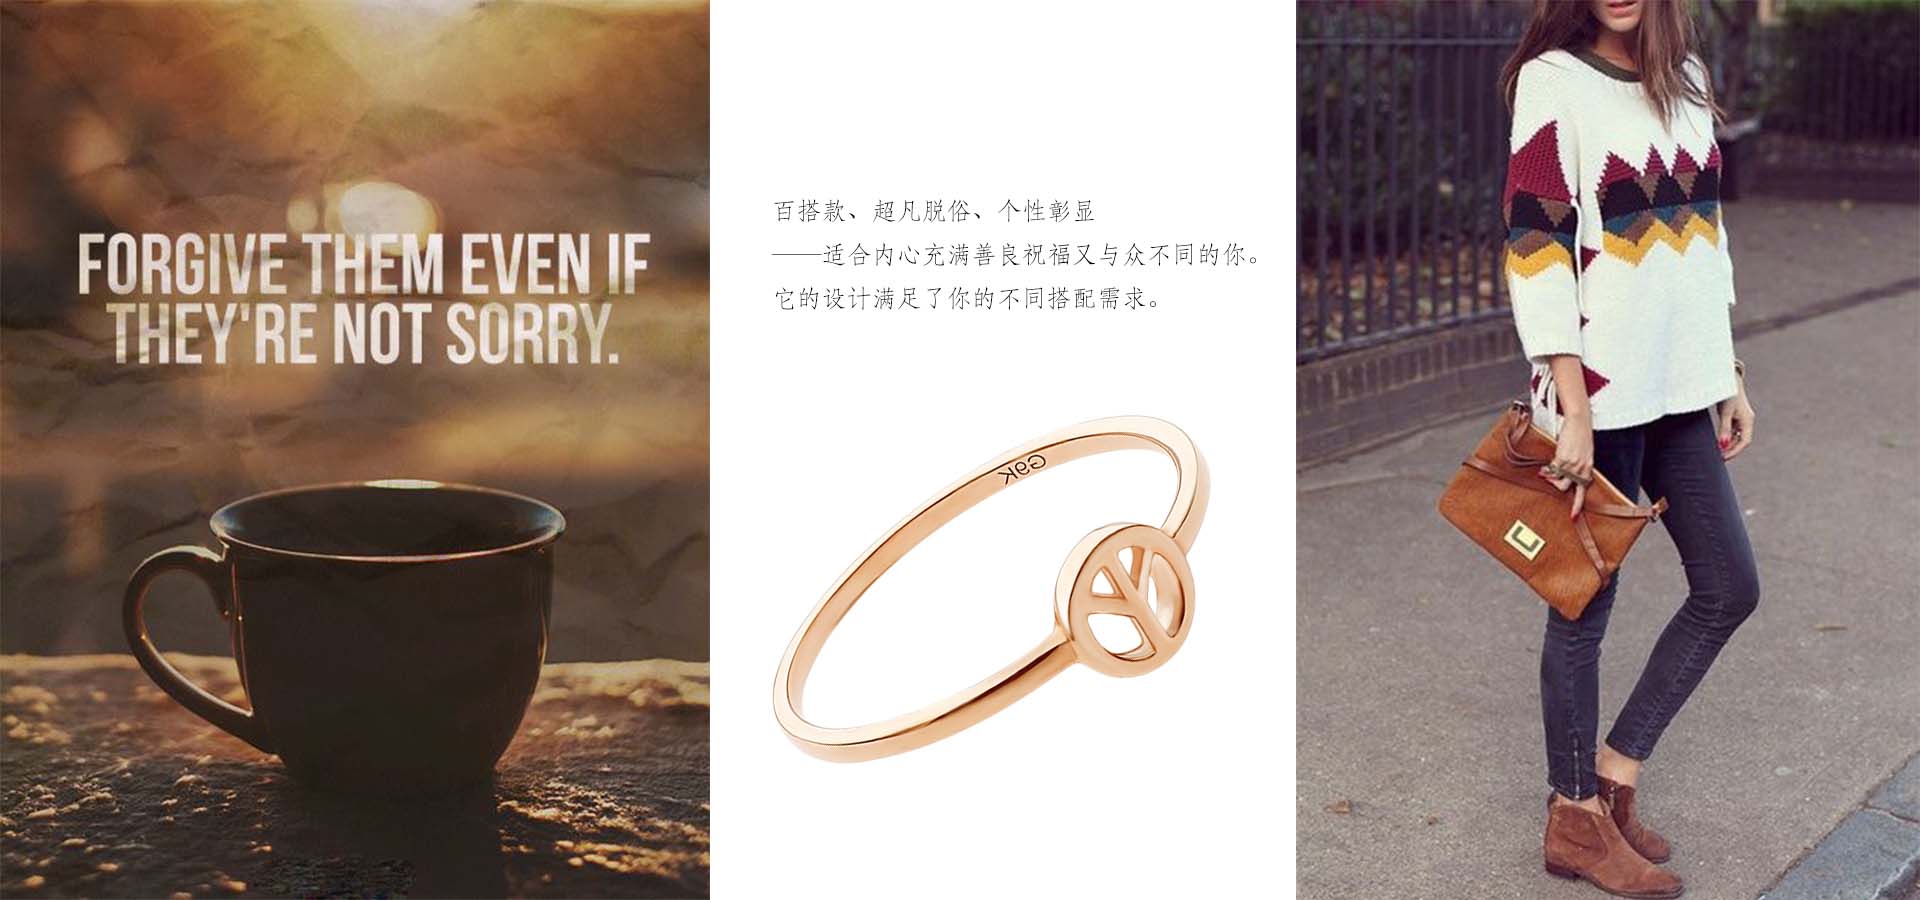 FORGIVE THEM EVEN IF
THEY'RE NOT SORRY.
百搭款、超凡脱俗、个性彰显
——适合内心充满善良祝福又与众不同的你。
它的设计满足了你的不同搭配需求。
G9K